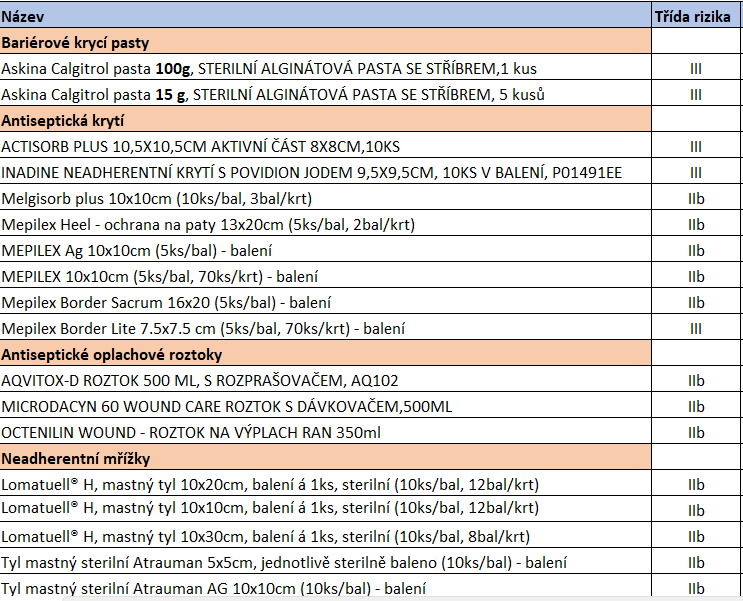 Název Třída rizika
Bariérové krycí pasty
Askina Calgitrol pasta 100g, STERILNÍ ALGINÁTOVÁ PASTA SE STŘÍBREM,1 kus III
Askina Calgitrol pasta 15 g, STERILNÍ ALGINÁTOVÁ PASTA SE STŘÍBREM, 5 kusů III
Antiseptická krytí
ACTISORB PLUS 10,5X10,5CM AKTIVNÍ ČÁST 8X8CM,10KS III
INADINE NEADHERENTNÍ KRYTÍ S POVIDION JODEM 9,5X9,5CM, 10KS V BALENÍ, P01491EE III
Melgisorb plus 10x10cm (10ks/bal, 3bal/krt) IIb
Mepilex Heel - ochrana na paty 13x20cm (5ks/bal, 2bal/krt) IIb
MEPILEX Ag 10x10cm (5ks/bal) - balení IIb
MEPILEX 10x10cm (5ks/bal, 70ks/krt) - balení IIb
Mepilex Border Sacrum 16x20 (5ks/bal) - balení IIb
Mepilex Border Lite 7.5x7.5 cm (5ks/bal, 70ks/krt) - balení III
Antiseptické oplachové roztoky
AQVITOX-D ROZTOK 500 ML, S ROZPRAŠOVAČEM, AQ102 IIb
MICRODACYN 60 WOUND CARE ROZTOK S DÁVKOVAČEM,500ML IIb
OCTENILIN WOUND - ROZTOK NA VÝPLACH RAN 350ml IIb
Neadherentní mřížky
Lomatuell® H, mastný tyl 10x20cm, balení á 1ks, sterilní (10ks/bal, 12bal/krt) IIb
Lomatuell® H, mastný tyl 10x10cm, balení á 1ks, sterilní (10ks/bal, 12bal/krt) IIb
Lomatuell® H, mastný tyl 10x30cm, balení á 1ks, sterilní (10ks/bal, 8bal/krt) IIb
Tyl mastný sterilní Atrauman 5x5cm, jednotlivě sterilně baleno (10ks/bal) - balení IIb
Tyl mastný sterilní Atrauman AG 10x10cm (10ks/bal) - balení IIb